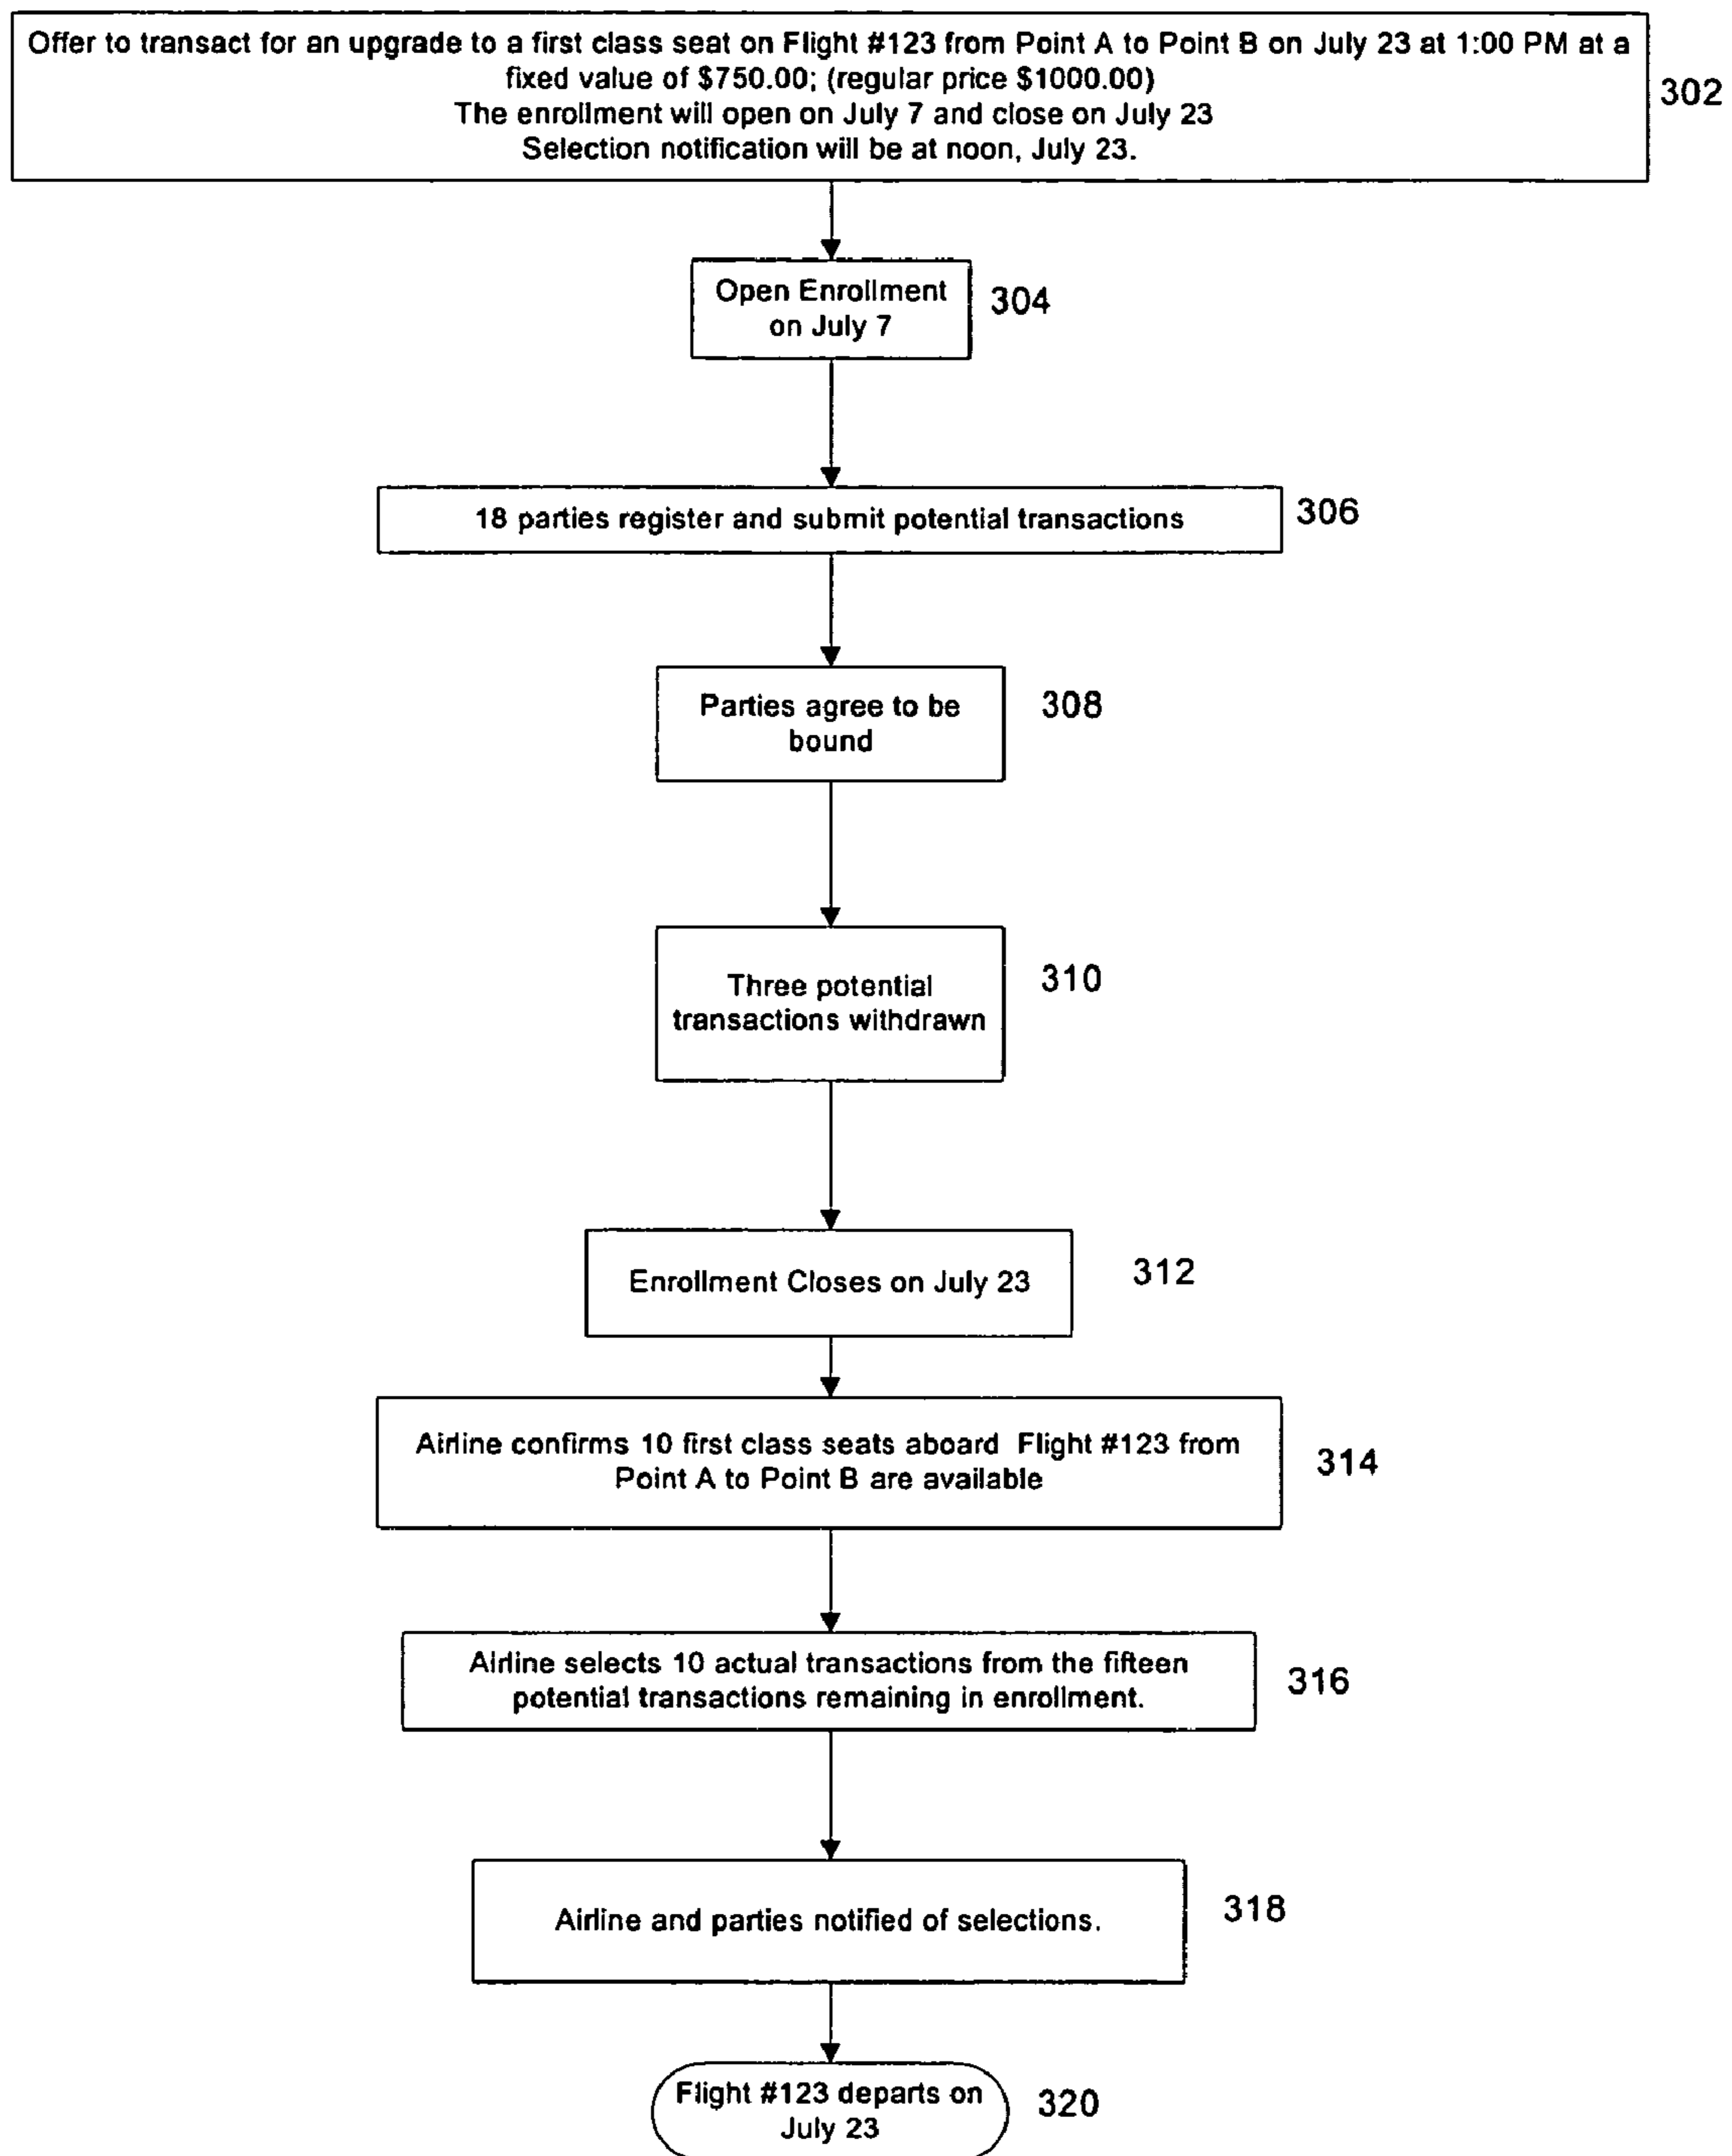 Offer to transact for an upgrade to a first class seat on Flight #123 from Point A to Point B on July 23 at 1:00 PM at a
fixed value of $750.00; (regular price $1000.00)
The enrollment will open on July 7 and close on July 23
Selection notification will be at noon, July 23.
302
Open Enrollment
on July 7
304
18 parties register and submit potential transactions
306
Parties agree to be
bound
308
Three potential
transactions withdrawn
310
Enrollment Closes on July 23
312
Airline confirms 10 first class seats aboard Flight #123 from
Point A to Point B are available
314
Airline selects 10 actual transactions from the fifteen
potential transactions remaining in enrollment.
316
Airline and parties notified of selections.
318
Flight #123 departs on
July 23
320